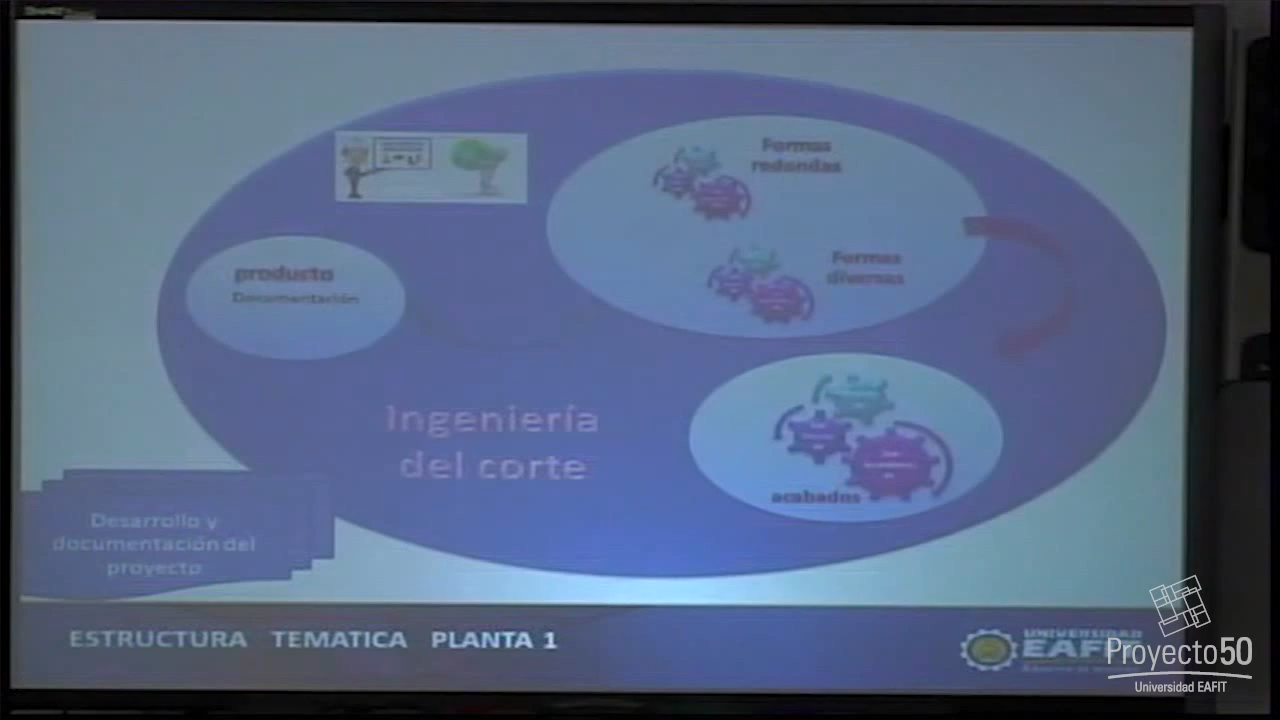 Formas
redondas
Formas
diversas
producto
Documentación
Ingeniería
del corte
acabados
Desarrollo y
documentación del
proyecto
ESTRUCTURA TEMATICA PLANTA 1
UNIVERSIDAD
EAFIT
Proyecto50
Universidad EAFIT